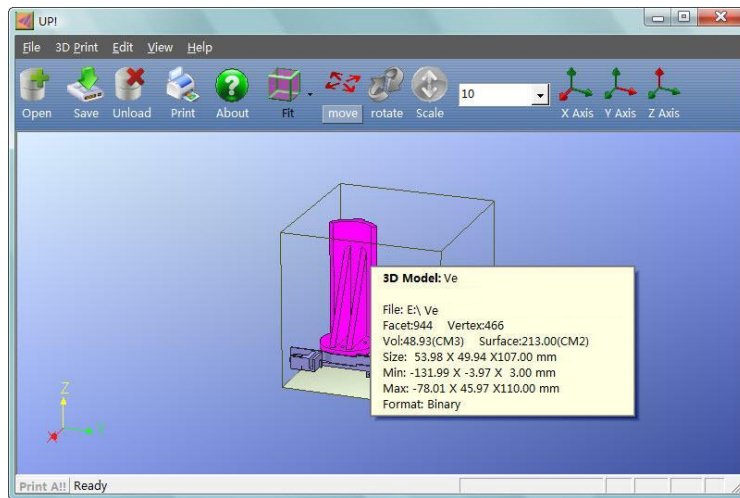 UP!
File 3D Print Edit View Help
10
Open Save Unload Print About Fit move rotate Scale X Axis Y Axis Z Axis
3D Model: Ve
File: E:\ Ve
Facet:944 Vertex:466
Vol:48.93(CM3) Surface:213.00(CM2)
Size: 53.98 X 49.94 X107.00 mm
Min: -131.99 X -3.97 X 3.00 mm
Max: -78.01 X 45.97 X110.00 mm
Format: Binary
Z
Y
X
Print A!! Ready